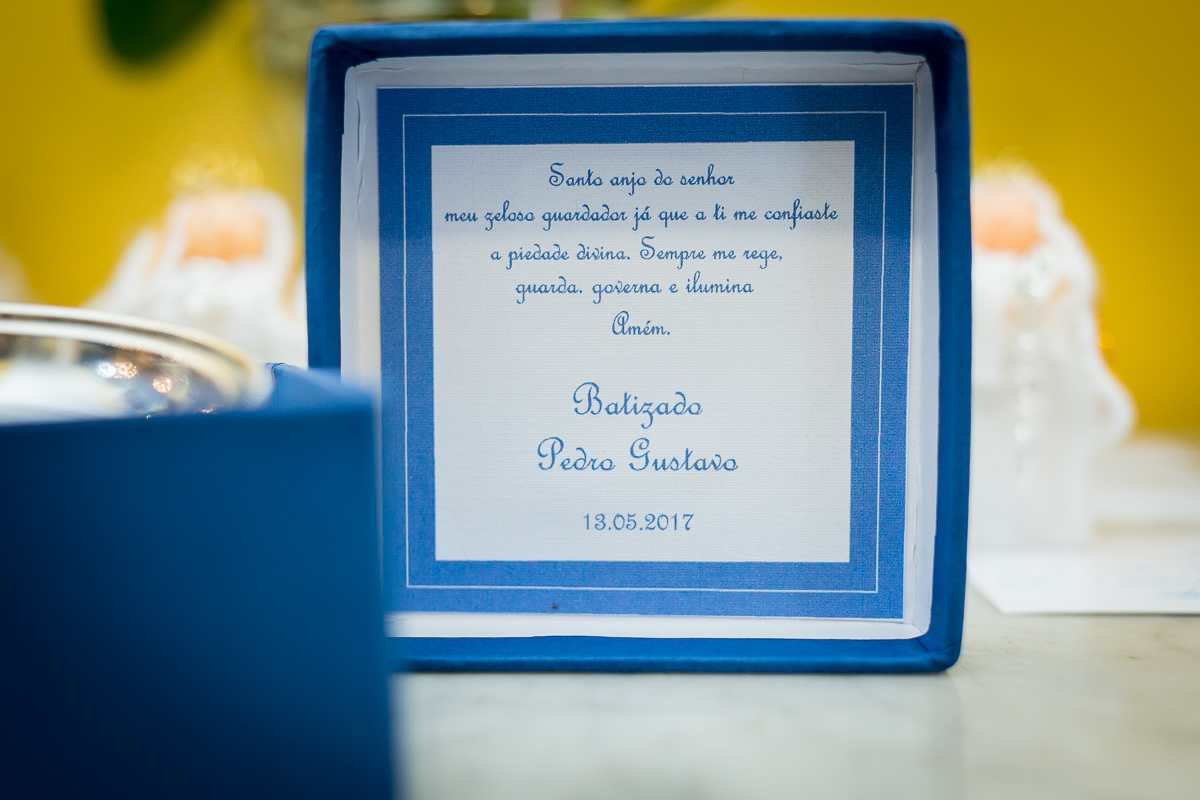 Santo anjo do senhor
meu zeloso guardador já que a ti me confiaste
a piedade divina. Sempre me rege,
guarda. governa e ilumina
Amém.
Batizado
Pedro Gustavo
13.05.2017